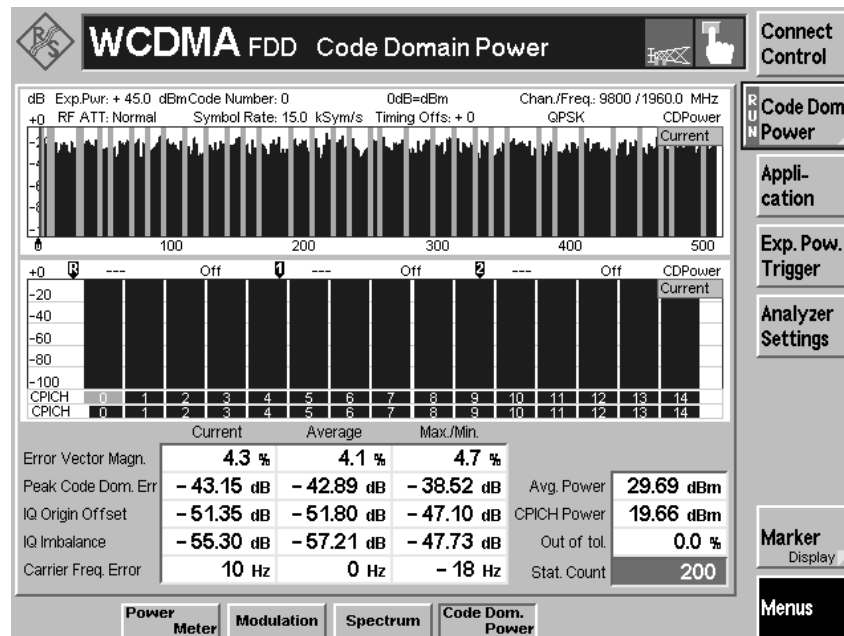 R&S
WCDMA FDD Code Domain Power
Connect Control
dB Exp.Pwr: + 45.0 dBm Code Number: 0 0dB=dBm Chan./Freq.: 9800 /1960.0 MHz
+0 RF ATT: Normal Symbol Rate: 15.0 kSym/s Timing Offs: + 0 QPSK CDPower
Current
RUN
Code Dom. Power
0 100 200 300 400 500
Appli-
cation
Exp. Pow.
Trigger
+0 R --- Off 1 --- Off 2 --- Off CDPower
Current
-20
-40
-60
-80
-100
Analyzer
Settings
CPICH 0 1 2 3 4 5 6 7 8 9 10 11 12 13 14
CPICH 0 1 2 3 4 5 6 7 8 9 10 11 12 13 14
Current Average Max./Min.
Error Vector Magn. 4.3 % 4.1 % 4.7 %
Peak Code Dom. Err -43.15 dB -42.89 dB -38.52 dB Avg. Power 29.69 dBm
IQ Origin Offset -51.35 dB -51.80 dB -47.10 dB CPICH Power 19.66 dBm
IQ Imbalance -55.30 dB -57.21 dB -47.73 dB Out of tol. 0.0 %
Carrier Freq. Error 10 Hz 0 Hz -18 Hz Stat. Count 200
Marker
Display
Power
Meter
Modulation
Spectrum
Code Dom.
Power
Menus